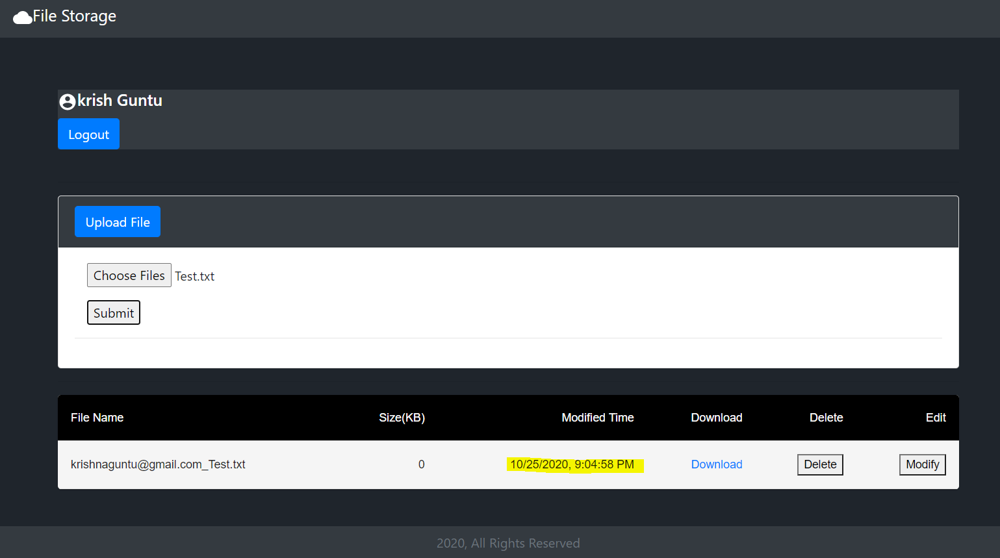 File Storage
krish Guntu
Logout
Upload File
Choose Files Test.txt
Submit
File Name Size(KB) Modified Time Download Delete Edit
krishnaguntu@gmail.com_Test.txt 0 10/25/2020, 9:04:58 PM Download Delete Modify
2020, All Rights Reserved